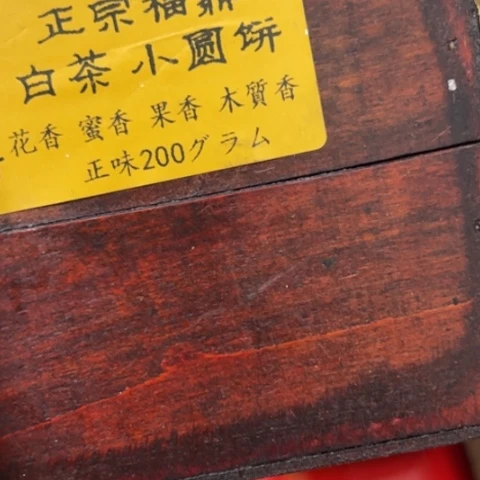 正宗福鼎
白茶 小圆饼
花香 蜜香 果香 木質香
正味200グラム